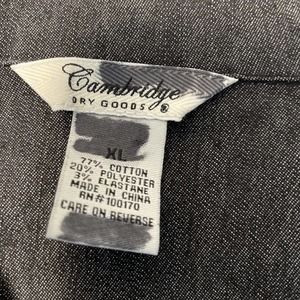 Cambridge
DRY GOODS ®
XL
77% COTTON
20% POLYESTER
3% ELASTANE
MADE IN CHINA
RN#100170
CARE ON REVERSE